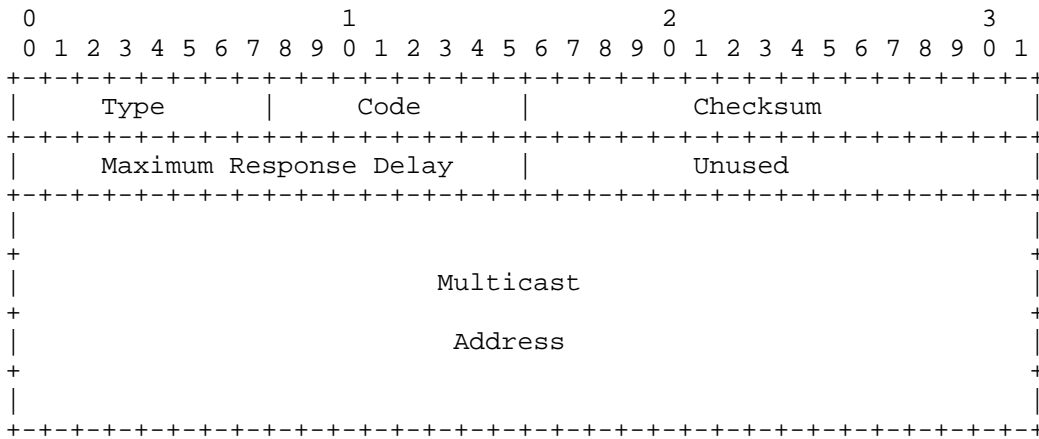 0                   1                   2                   3
0 1 2 3 4 5 6 7 8 9 0 1 2 3 4 5 6 7 8 9 0 1 2 3 4 5 6 7 8 9 0 1
+-+-+-+-+-+-+-+-+-+-+-+-+-+-+-+-+-+-+-+-+-+-+-+-+-+-+-+-+-+-+-+-+
|     Type      |     Code      |          Checksum             |
+-+-+-+-+-+-+-+-+-+-+-+-+-+-+-+-+-+-+-+-+-+-+-+-+-+-+-+-+-+-+-+-+
|     Maximum Response Delay    |          Unused               |
+-+-+-+-+-+-+-+-+-+-+-+-+-+-+-+-+-+-+-+-+-+-+-+-+-+-+-+-+-+-+-+-+
|                                                               |
+                                                               +
|                          Multicast                            |
+                                                               +
|                           Address                             |
+                                                               +
|                                                               |
+-+-+-+-+-+-+-+-+-+-+-+-+-+-+-+-+-+-+-+-+-+-+-+-+-+-+-+-+-+-+-+-+